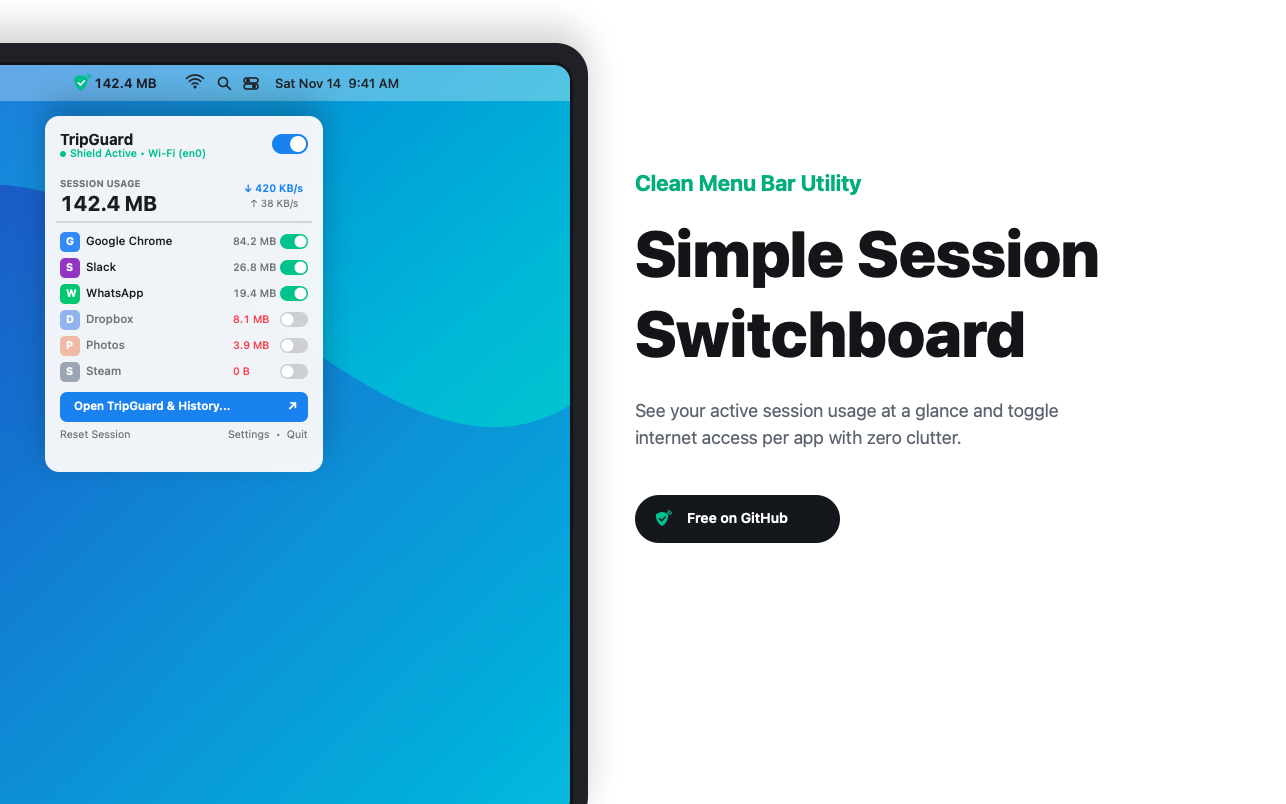 142.4 MB
Sat Nov 14 9:41 AM
TripGuard
Shield Active • Wi-Fi (en0)
SESSION USAGE
142.4 MB
↓ 420 KB/s
↑ 38 KB/s
G Google Chrome 84.2 MB
S Slack 26.8 MB
W WhatsApp 19.4 MB
D Dropbox 8.1 MB
P Photos 3.9 MB
S Steam 0 B
Open TripGuard & History...
Reset Session Settings • Quit
Clean Menu Bar Utility
Simple Session
Switchboard
See your active session usage at a glance and toggle
internet access per app with zero clutter.
Free on GitHub